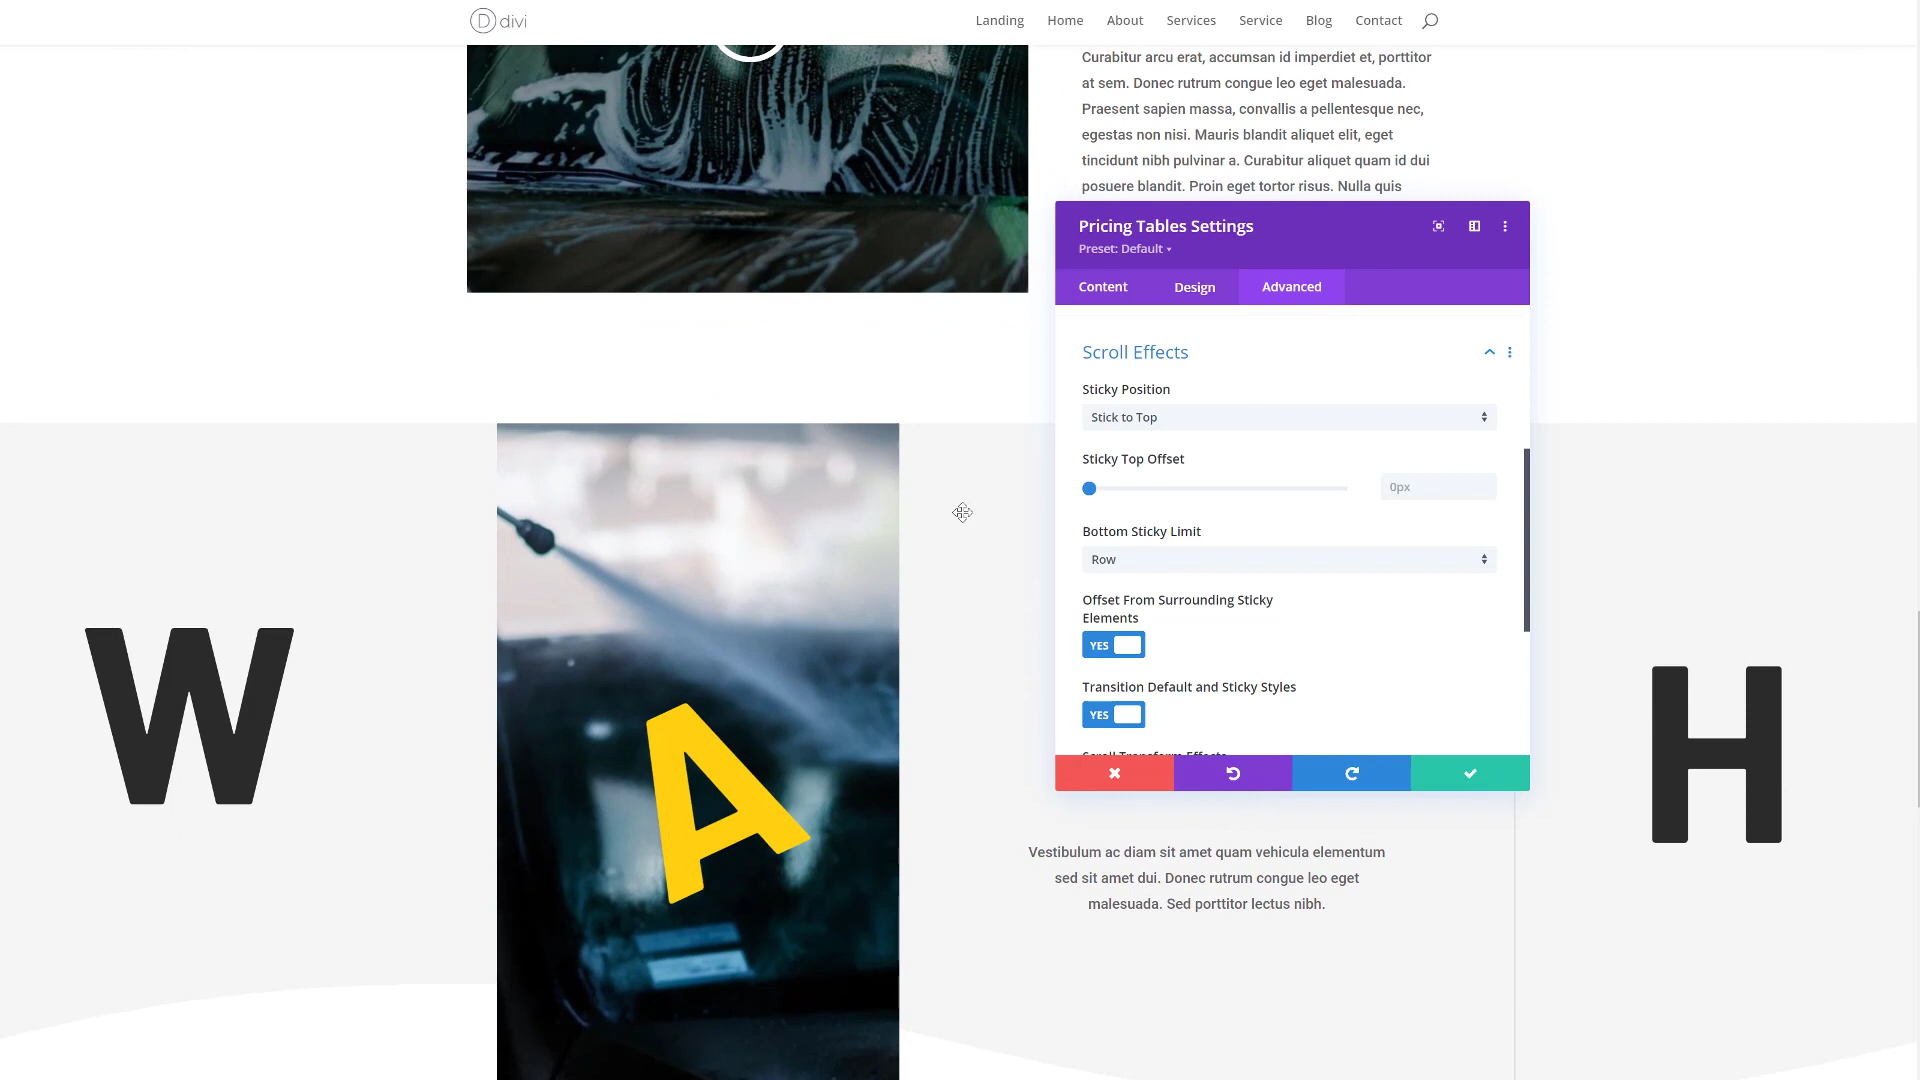 D divi
Landing Home About Services Service Blog Contact
Curabitur arcu erat, accumsan id imperdiet et, porttitor
at sem. Donec rutrum congue leo eget malesuada.
Praesent sapien massa, convallis a pellentesque nec,
egestas non nisi. Mauris blandit aliquet elit, eget
tincidunt nibh pulvinar a. Curabitur aliquet quam id dui
posuere blandit. Proin eget tortor risus. Nulla quis
Pricing Tables Settings
Preset: Default
Content Design Advanced
Scroll Effects
Sticky Position
Stick to Top
Sticky Top Offset
0px
Bottom Sticky Limit
Row
Offset From Surrounding Sticky
Elements
YES
Transition Default and Sticky Styles
YES
Scroll Transform Effects
W
A
H
Vestibulum ac diam sit amet quam vehicula elementum
sed sit amet dui. Donec rutrum congue leo eget
malesuada. Sed porttitor lectus nibh.